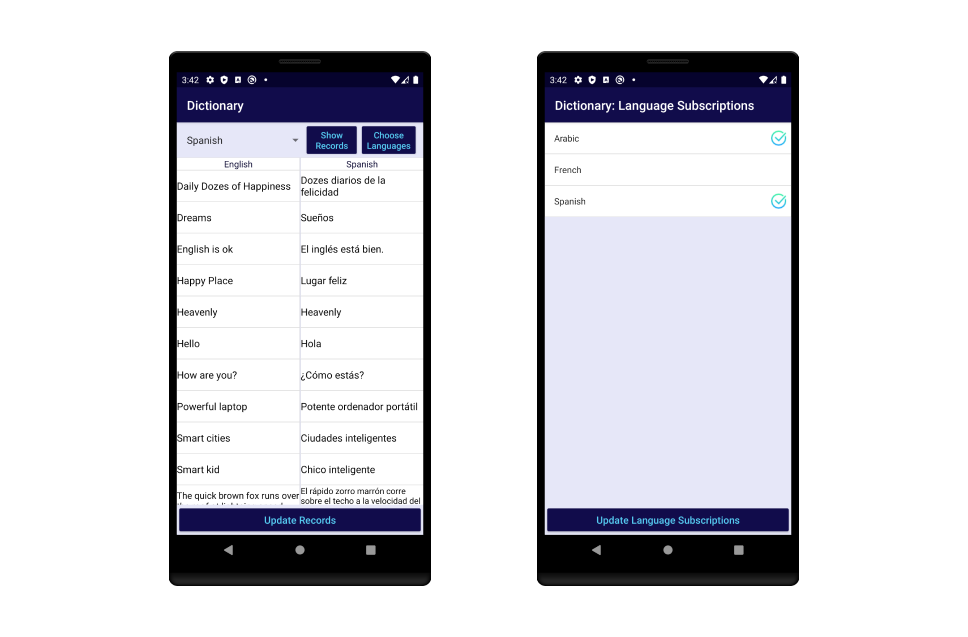 3:42
Dictionary
Spanish
Show
Records
Choose
Languages
English
Spanish
Daily Dozes of Happiness
Dozes diarios de la
felicidad
Dreams
Sueños
English is ok
El inglés está bien.
Happy Place
Lugar feliz
Heavenly
Heavenly
Hello
Hola
How are you?
¿Cómo estás?
Powerful laptop
Potente ordenador portátil
Smart cities
Ciudades inteligentes
Smart kid
Chico inteligente
The quick brown fox runs over
El rápido zorro marrón corre
sobre el techo a la velocidad del
Update Records
3:42
Dictionary: Language Subscriptions
Arabic
French
Spanish
Update Language Subscriptions